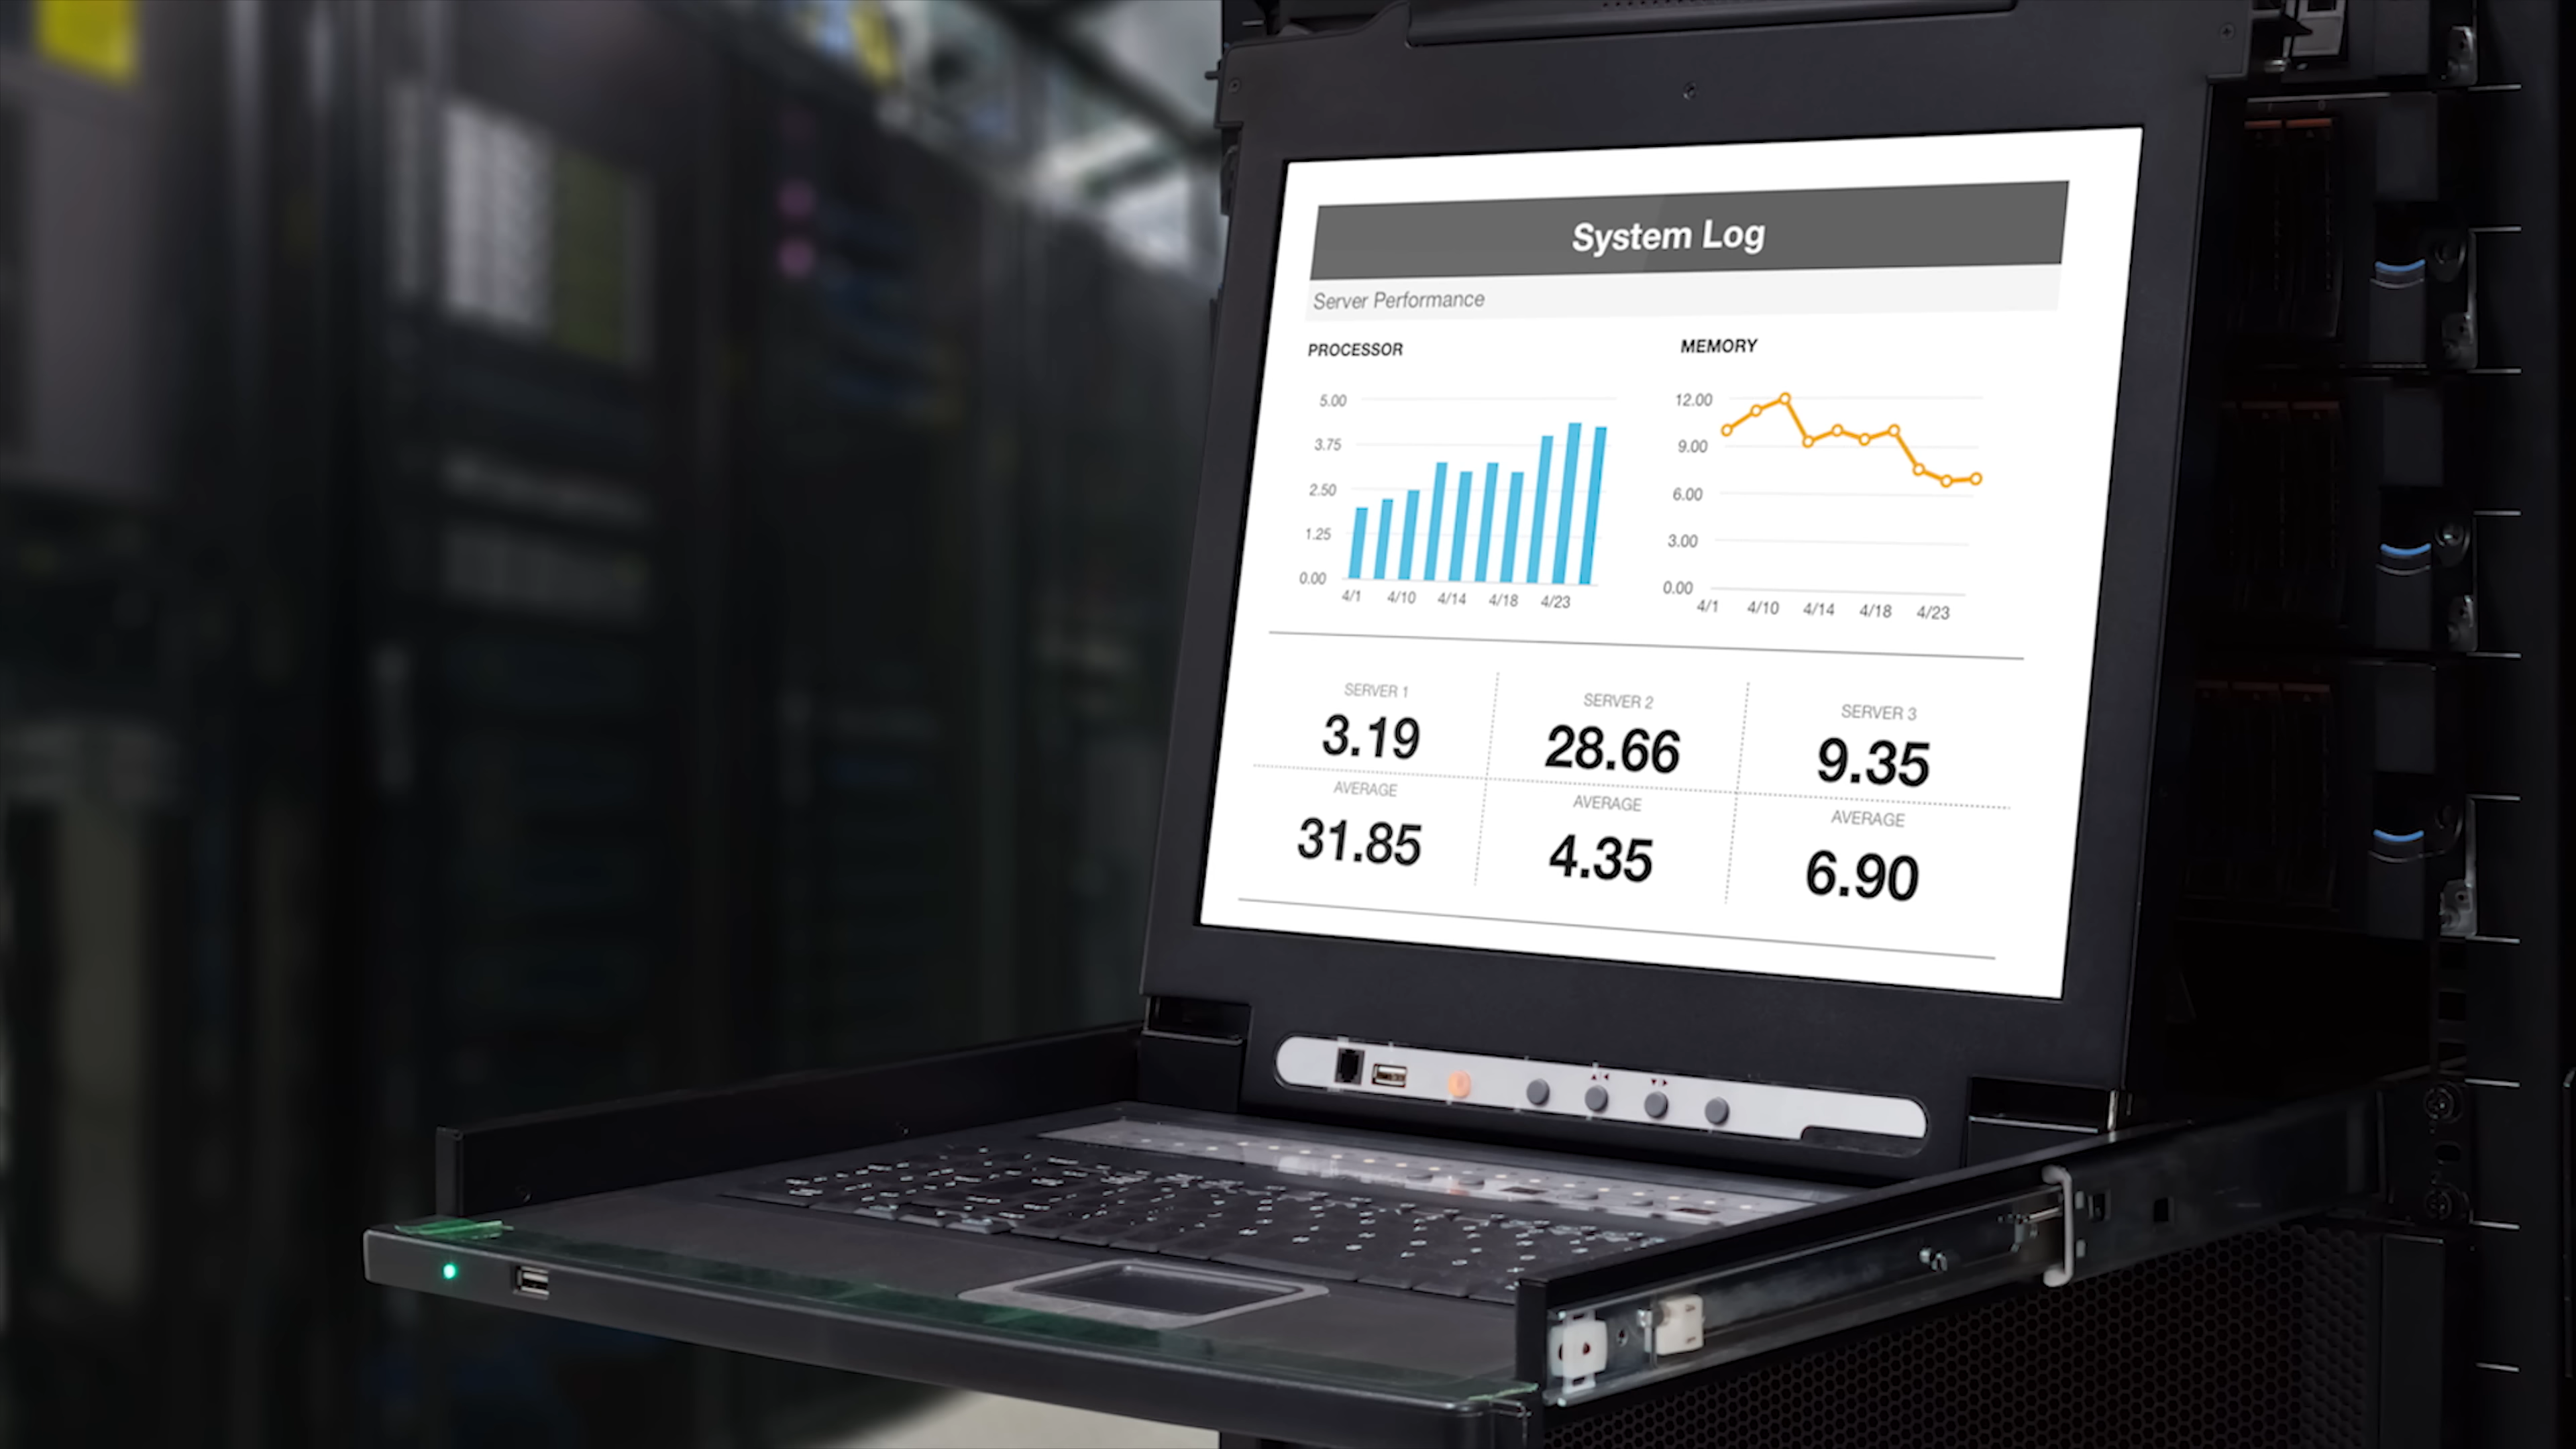 System Log
Server Performance
PROCESSOR
5.00
3.75
2.50
1.25
0.00
4/1 4/10 4/14 4/18 4/23
MEMORY
12.00
9.00
6.00
3.00
0.00
4/1 4/10 4/14 4/18 4/23
SERVER 1
3.19
AVERAGE
31.85
SERVER 2
28.66
AVERAGE
4.35
SERVER 3
9.35
AVERAGE
6.90